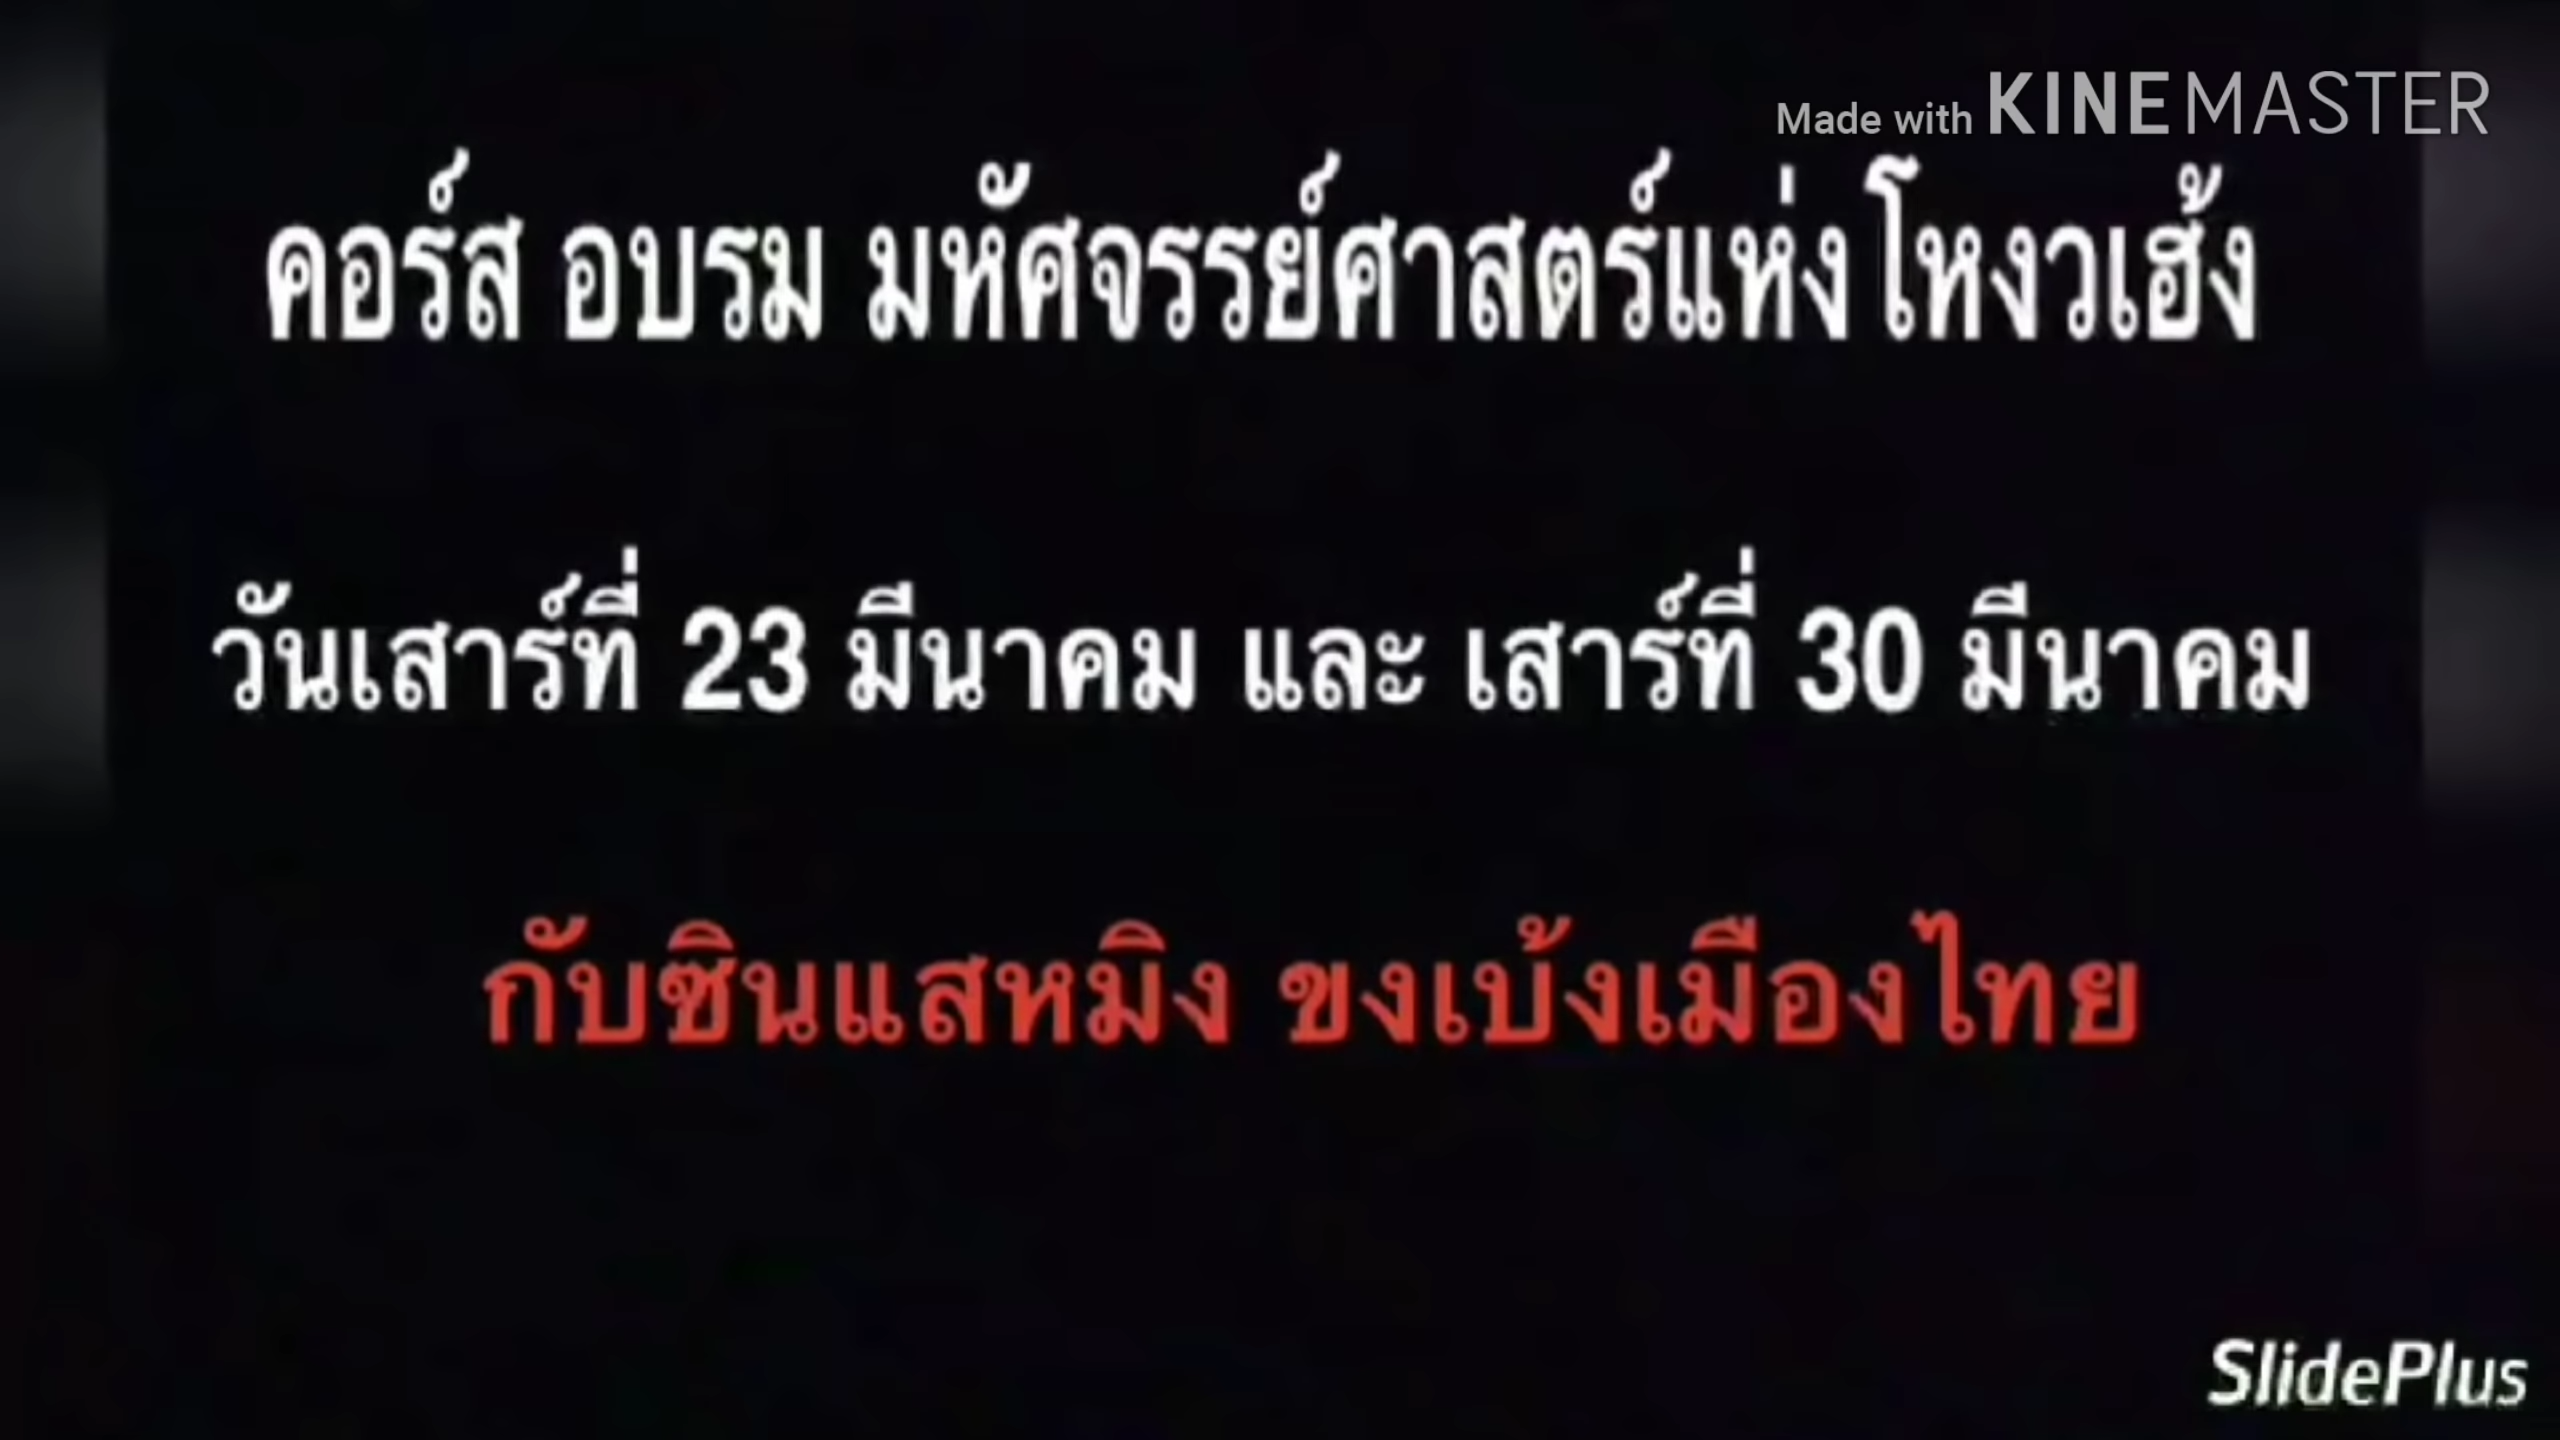 Made with KINEMASTER
คอร์ส อบรม มหัศจรรย์ศาสตร์แห่งโหงวเฮ้ง
วันเสาร์ที่ 23 มีนาคม และ เสาร์ที่ 30 มีนาคม
กับซินแสหมิง ขงเบ้งเมืองไทย
SlidePlus